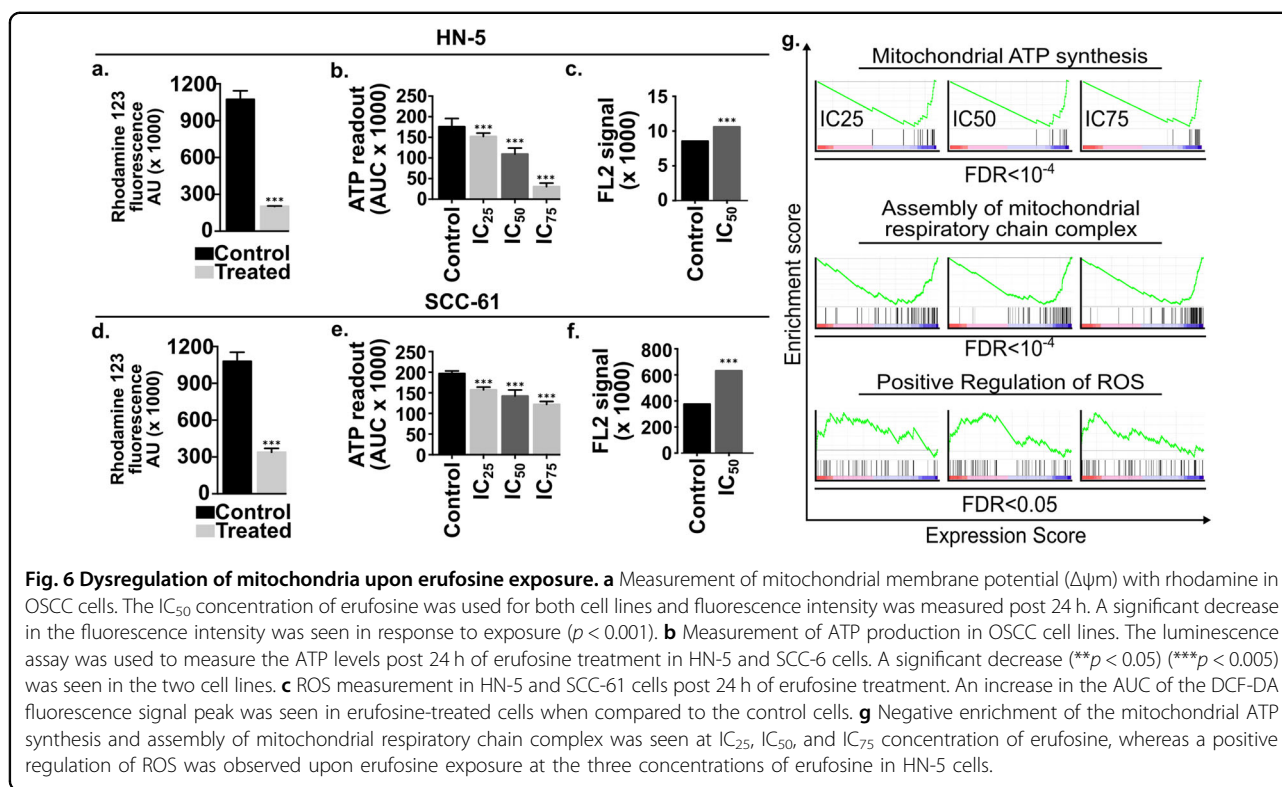 HN-5
a.
Rhodamine 123
fluorescence
AU (x 1000)
1200
900
600
300
0
***
Control
Treated
b.
ATP readout
(AUC x 1000)
250
200
150
100
50
0
***
***
***
Control
IC25
IC50
IC75
c.
FL2 signal
(x 1000)
15
10
5
0
***
Control
IC50
SCC-61
d.
Rhodamine 123
fluorescence
AU (x 1000)
1200
900
600
300
0
***
Control
Treated
e.
ATP readout
(AUC x 1000)
250
200
150
100
50
0
***
***
***
Control
IC25
IC50
IC75
f.
FL2 signal
(x 1000)
800
600
400
200
0
***
Control
IC50
g.
Enrichment score
Mitochondrial ATP synthesis
IC25
IC50
IC75
FDR<10-4
Assembly of mitochondrial
respiratory chain complex
FDR<10-4
Positive Regulation of ROS
FDR<0.05
Expression Score
Fig. 6 Dysregulation of mitochondria upon erufosine exposure. a Measurement of mitochondrial membrane potential (Δψm) with rhodamine in
OSCC cells. The IC50 concentration of erufosine was used for both cell lines and fluorescence intensity was measured post 24 h. A significant decrease
in the fluorescence intensity was seen in response to exposure (p < 0.001). b Measurement of ATP production in OSCC cell lines. The luminescence
assay was used to measure the ATP levels post 24 h of erufosine treatment in HN-5 and SCC-6 cells. A significant decrease (**p < 0.05) (***p < 0.005)
was seen in the two cell lines. c ROS measurement in HN-5 and SCC-61 cells post 24 h of erufosine treatment. An increase in the AUC of the DCF-DA
fluorescence signal peak was seen in erufosine-treated cells when compared to the control cells. g Negative enrichment of the mitochondrial ATP
synthesis and assembly of mitochondrial respiratory chain complex was seen at IC25, IC50, and IC75 concentration of erufosine, whereas a positive
regulation of ROS was observed upon erufosine exposure at the three concentrations of erufosine in HN-5 cells.